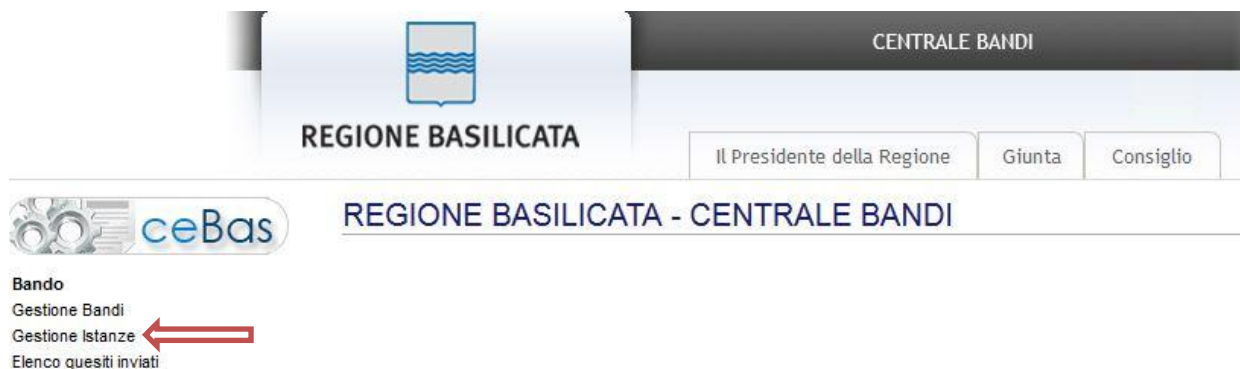 CENTRALE BANDI
REGIONE BASILICATA
Il Presidente della Regione
Giunta
Consiglio
ceBas
REGIONE BASILICATA - CENTRALE BANDI
Bando
Gestione Bandi
Gestione Istanze
Elenco quesiti inviati